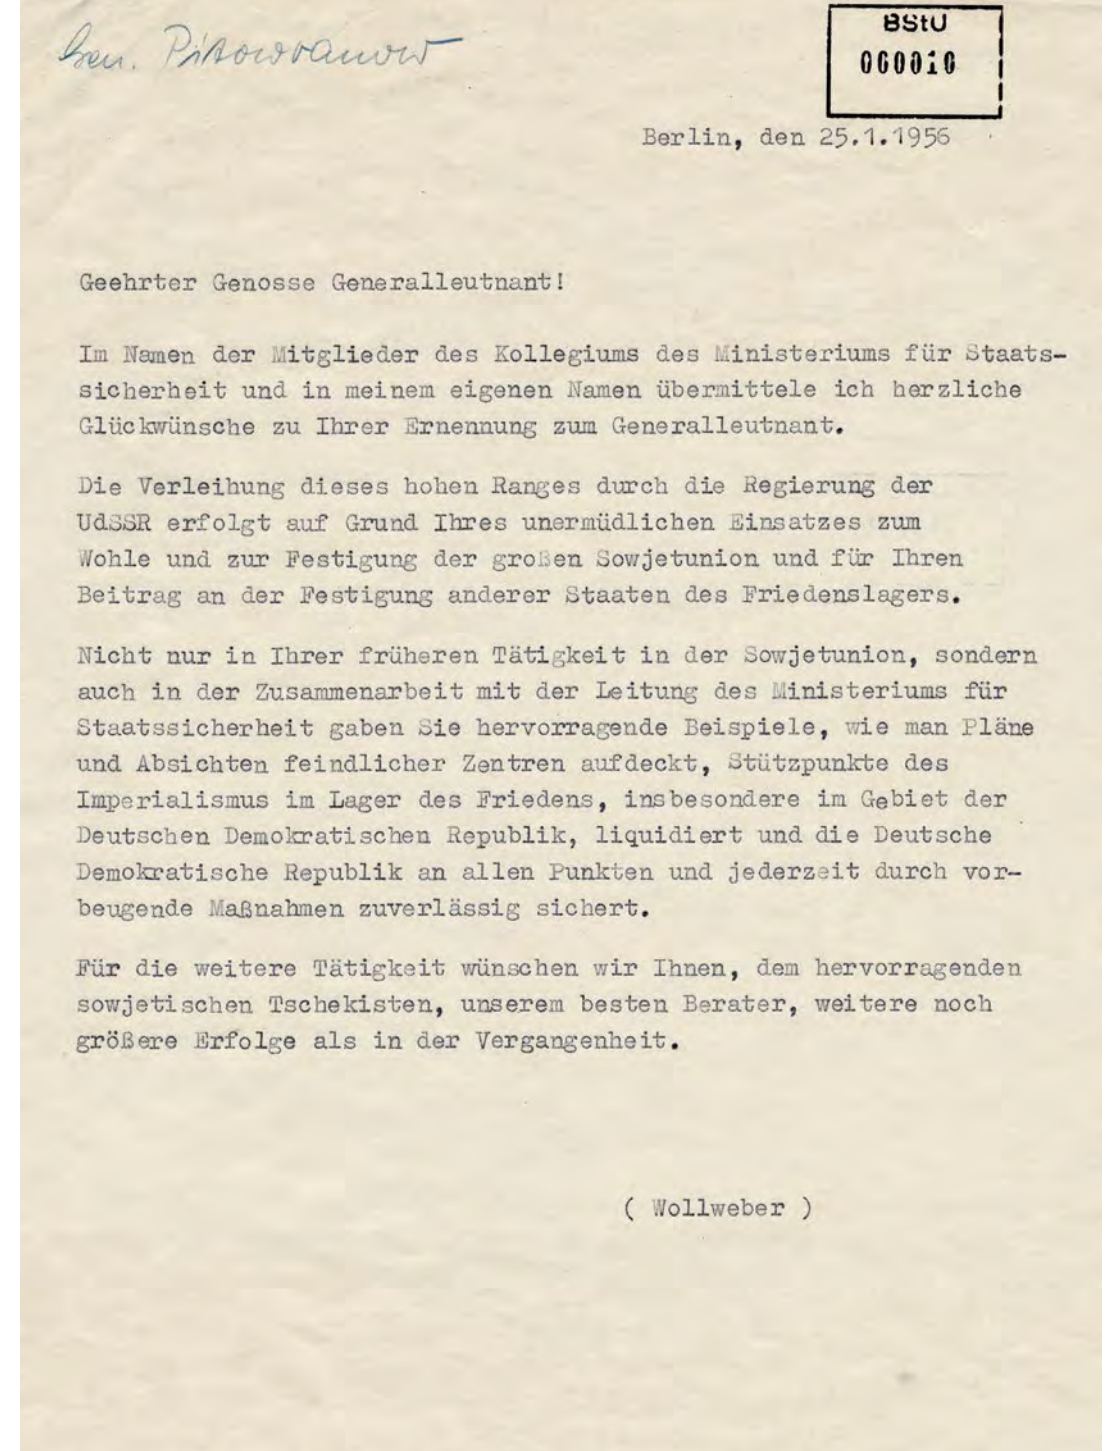 Gen. Pitowranow
BStU
000010
Berlin, den 25.1.1956
Geehrter Genosse Generalleutnant!
Im Namen der Mitglieder des Kollegiums des Ministeriums für Staats-
sicherheit und in meinem eigenen Namen übermittele ich herzliche
Glückwünsche zu Ihrer Ernennung zum Generalleutnant.
Die Verleihung dieses hohen Ranges durch die Regierung der
UdSSR erfolgt auf Grund Ihres unermüdlichen Einsatzes zum
Wohle und zur Festigung der großen Sowjetunion und für Ihren
Beitrag an der Festigung anderer Staaten des Friedenslagers.
Nicht nur in Ihrer früheren Tätigkeit in der Sowjetunion, sondern
auch in der Zusammenarbeit mit der Leitung des Ministeriums für
Staatssicherheit gaben Sie hervorragende Beispiele, wie man Pläne
und Absichten feindlicher Zentren aufdeckt, Stützpunkte des
Imperialismus im Lager des Friedens, insbesondere im Gebiet der
Deutschen Demokratischen Republik, liquidiert und die Deutsche
Demokratische Republik an allen Punkten und jederzeit durch vor-
beugende Maßnahmen zuverlässig sichert.
Für die weitere Tätigkeit wünschen wir Ihnen, dem hervorragenden
sowjetischen Tschekisten, unserem besten Berater, weitere noch
größere Erfolge als in der Vergangenheit.
( Wollweber )